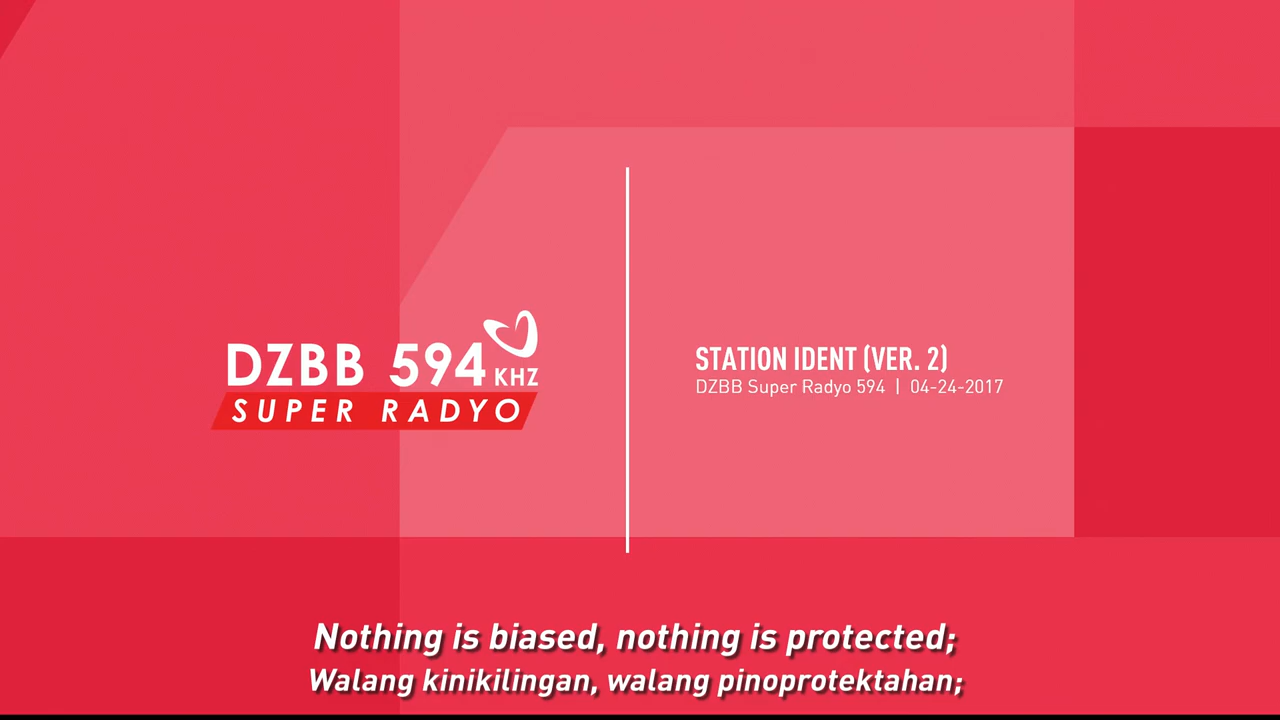 DZBB 594 KHZ
SUPER RADYO
STATION IDENT (VER. 2)
DZBB Super Radyo 594 | 04-24-2017
Nothing is biased, nothing is protected;
Walang kinikilingan, walang pinoprotektahan;